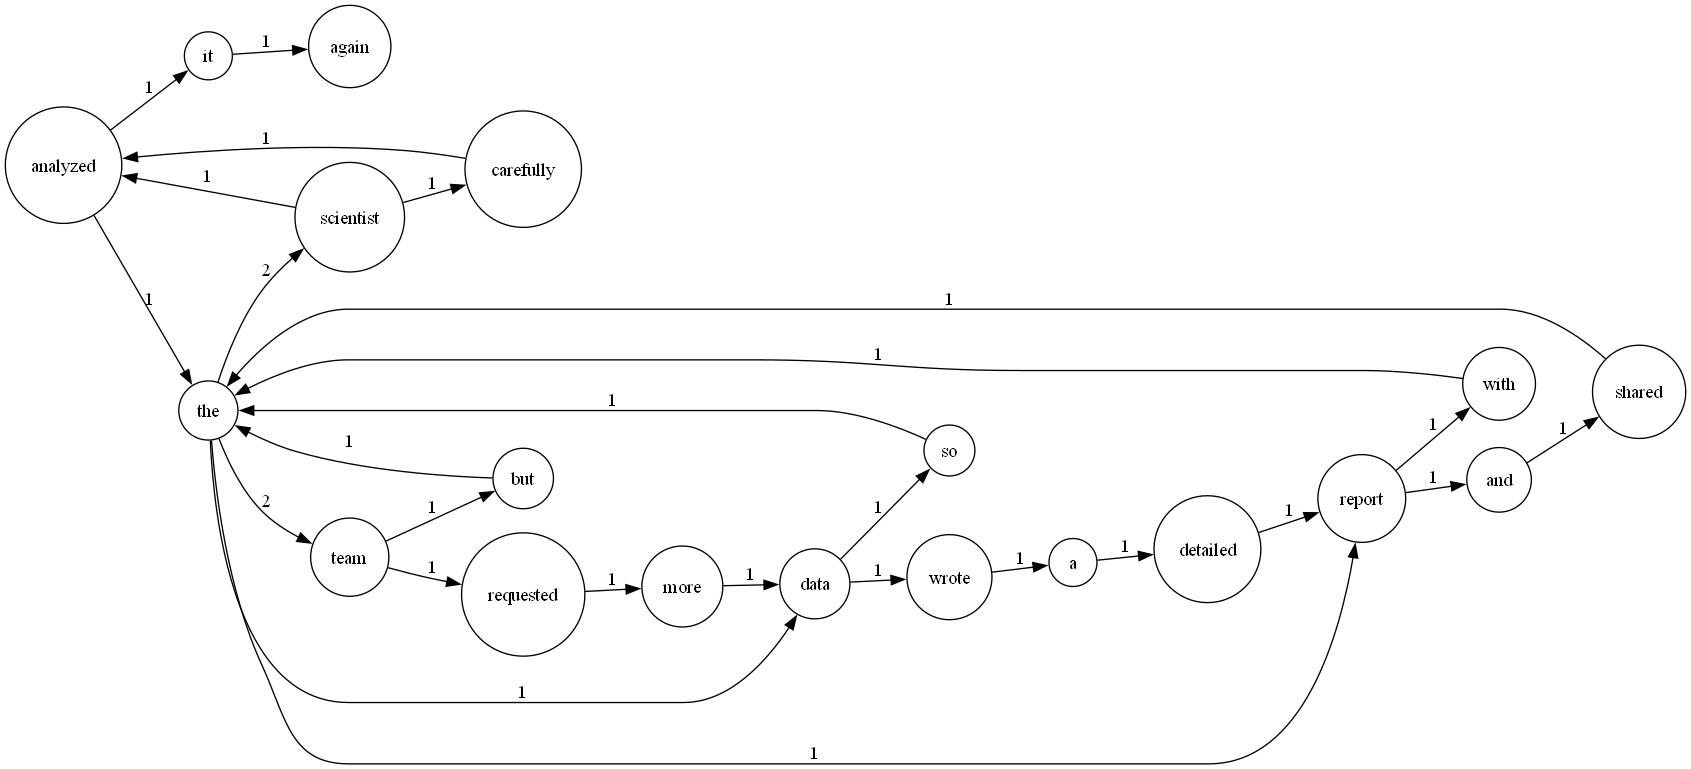 it
again
1
1
analyzed
1
carefully
1
scientist
1
2
1
1
the
1
1
1
with
shared
so
but
1
2
1
team
1
requested
1
more
1
data
1
1
wrote
1
a
1
detailed
1
report
1
1
and
1
1
1